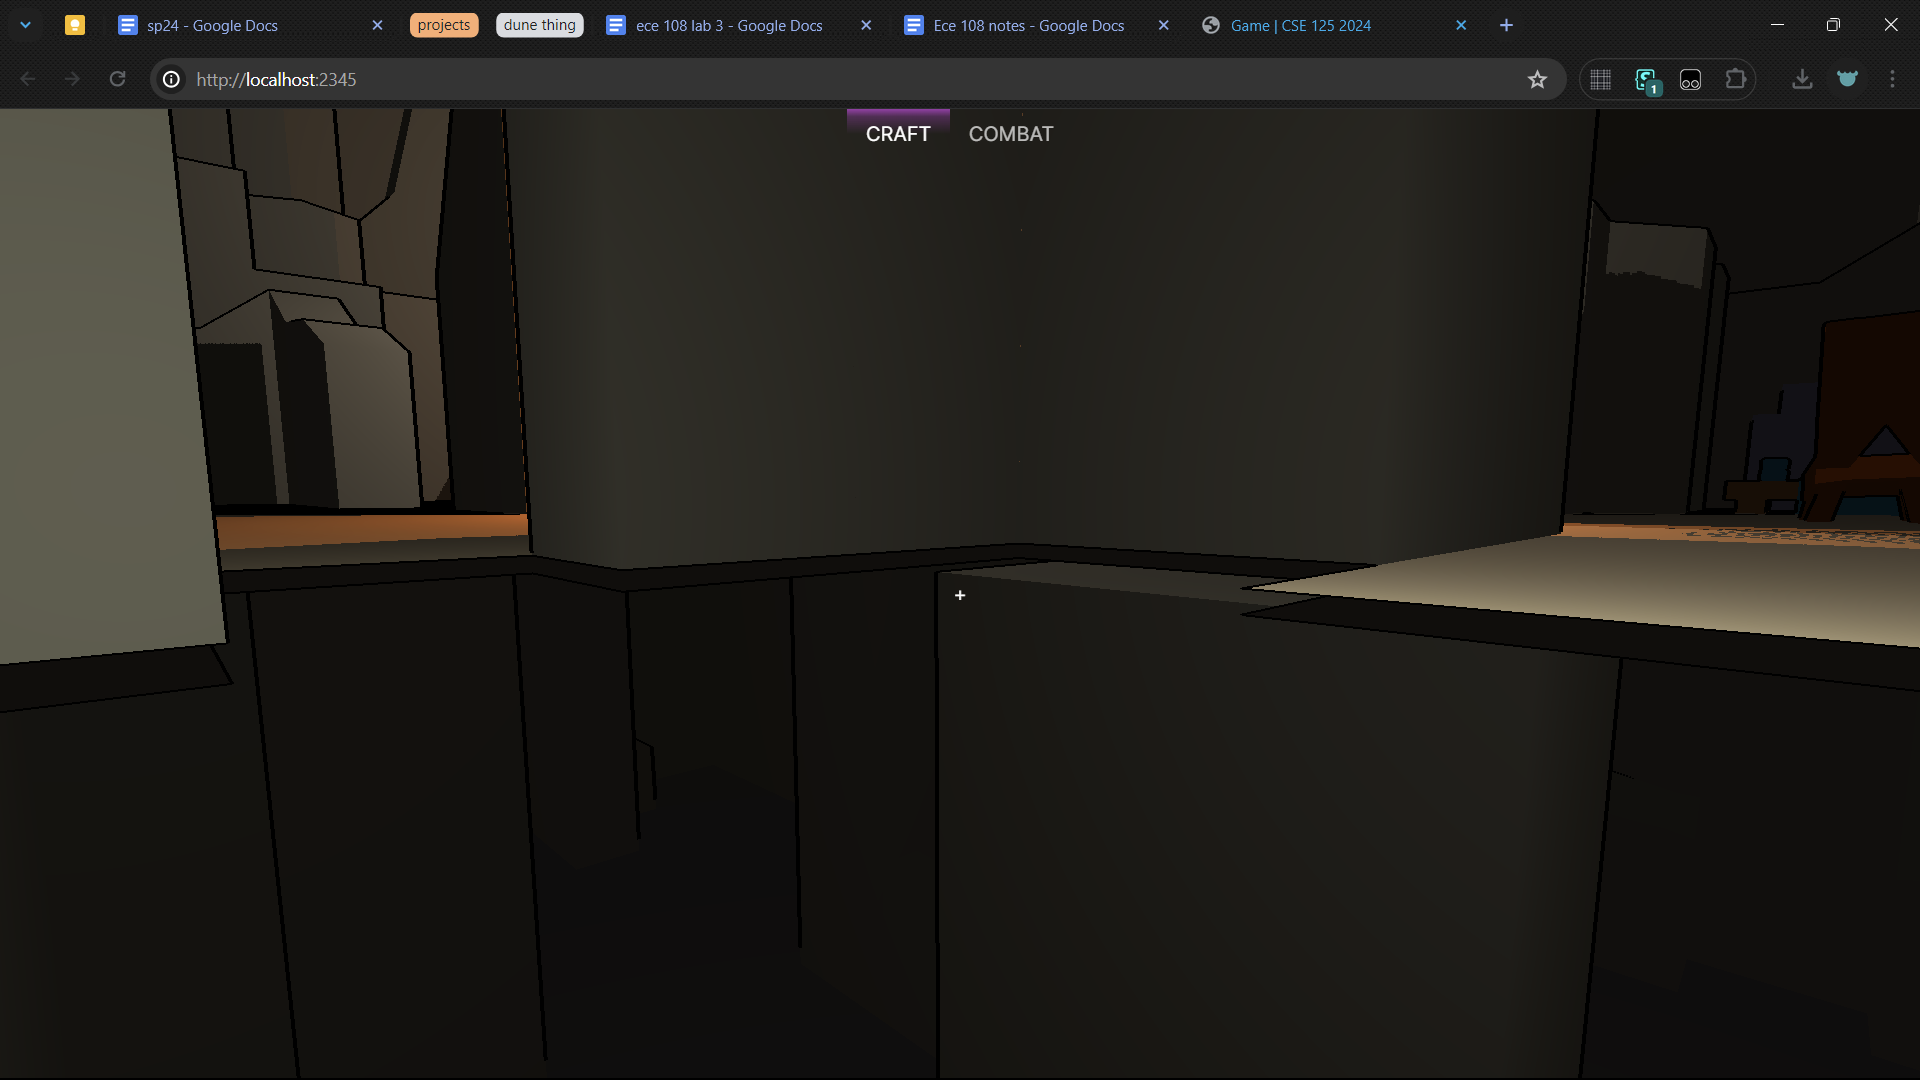 sp24 - Google Docs
projects
dune thing
ece 108 lab 3 - Google Docs
Ece 108 notes - Google Docs
Game | CSE 125 2024
http://localhost:2345
1
CRAFT COMBAT